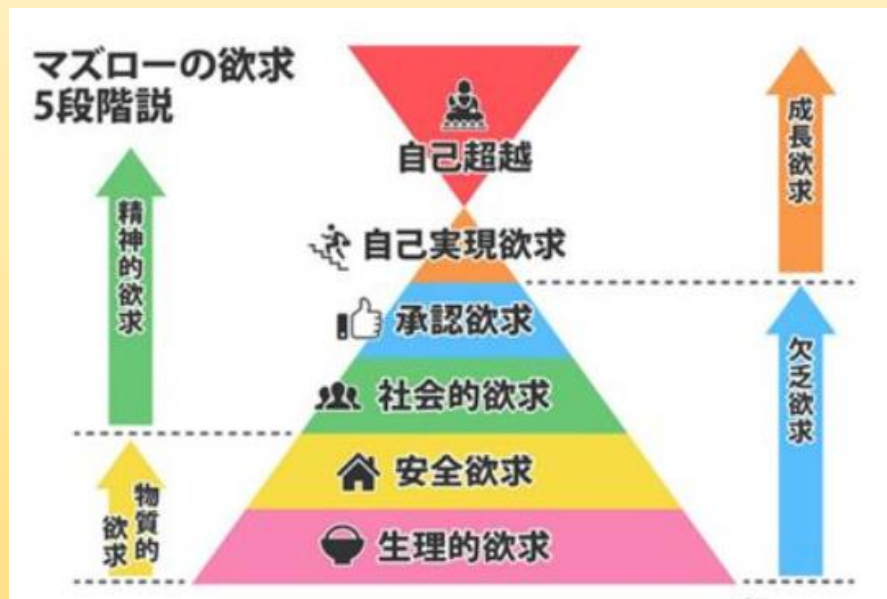 マズローの欲求
5段階説
自己超越
自己実現欲求
承認欲求
社会的欲求
安全欲求
生理的欲求
精神的欲求
物質的
欲求
成長欲求
欠乏欲求